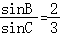 sinB/sinC = 2/3